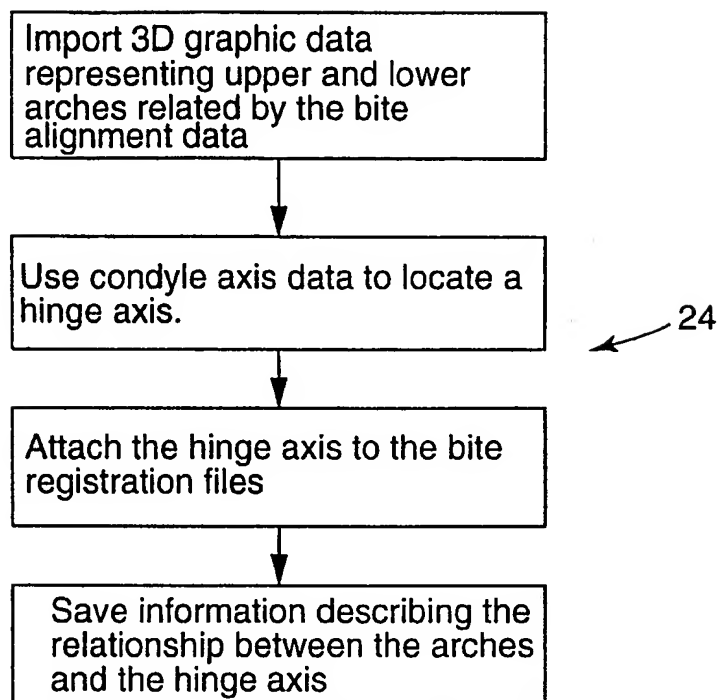 Import 3D graphic data
representing upper and lower
arches related by the bite
alignment data
Use condyle axis data to locate a
hinge axis.
24
Attach the hinge axis to the bite
registration files
Save information describing the
relationship between the arches
and the hinge axis